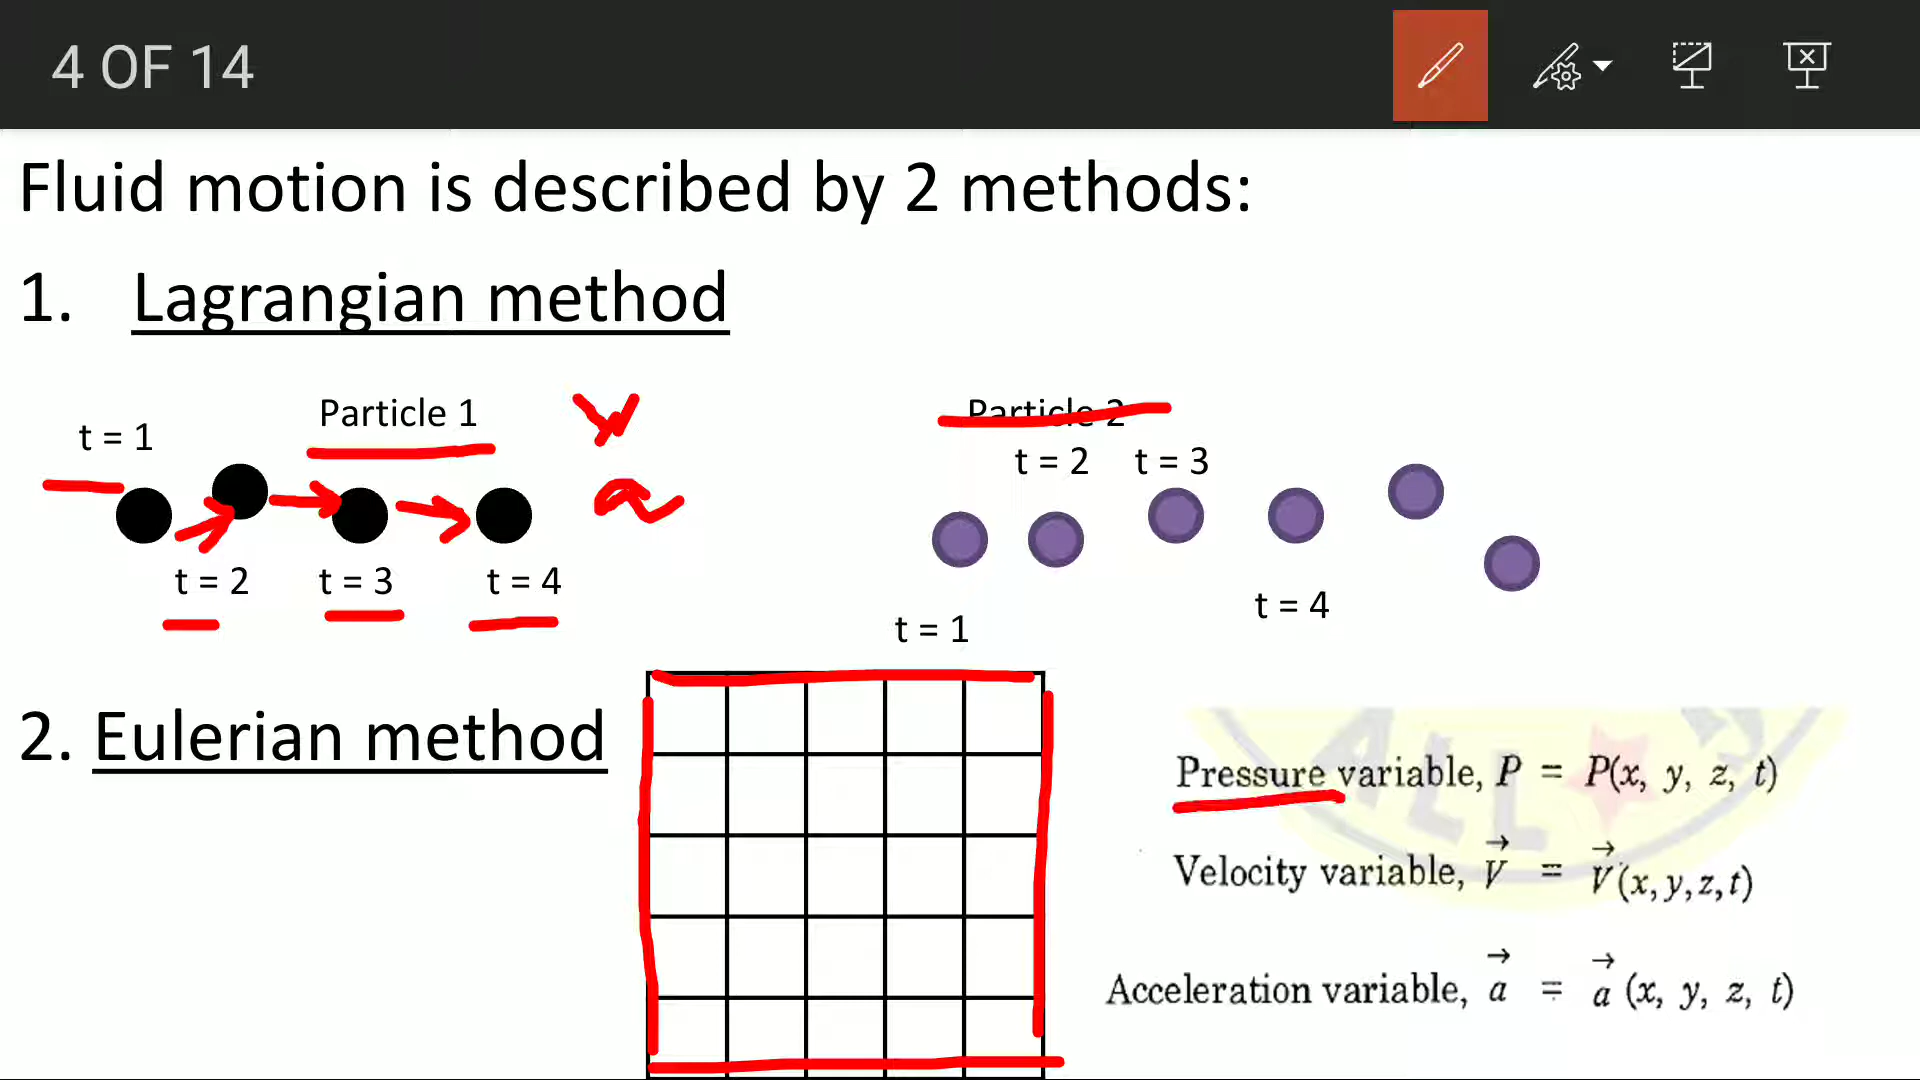 4 OF 14
Fluid motion is described by 2 methods:
1. Lagrangian method
Particle 1
t = 1
t = 2 t = 3 t = 4
Particle 2
t = 2 t = 3
t = 4
t = 1
2. Eulerian method
Pressure variable, P = P(x, y, z, t)
Velocity variable, V⃗ = V⃗(x, y, z, t)
Acceleration variable, a⃗ = a⃗ (x, y, z, t)
ALL